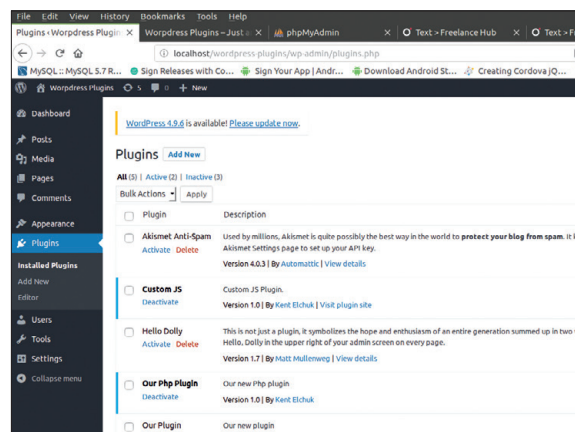 File Edit View History Bookmarks Tools Help
Plugins ‹ Worpdress Plugin × Worpdress Plugins – Just a × phpMyAdmin × Text > Freelance Hub × Text > F
localhost/wordpress-plugins/wp-admin/plugins.php
MySQL :: MySQL 5.7 R... Sign Releases with Co... Sign Your App | Andr... Download Android St... Creating Cordova jQ...
Worpdress Plugins 5 0 + New
Dashboard
Posts
Media
Pages
Comments
Appearance
Plugins
Installed Plugins
Add New
Editor
Users
Tools
Settings
Collapse menu
WordPress 4.9.6 is available! Please update now.
Plugins Add New
All (5) | Active (2) | Inactive (3)
Bulk Actions Apply
Plugin Description
Akismet Anti-Spam Used by millions, Akismet is quite possibly the best way in the world to protect your blog from spam. It
Activate Delete Akismet Settings page to set up your API key.
Version 4.0.3 | By Automattic | View details
Custom JS Custom JS Plugin.
Deactivate Version 1.0 | By Kent Elchuk | Visit plugin site
Hello Dolly This is not just a plugin, it symbolizes the hope and enthusiasm of an entire generation summed up in two
Activate Delete Hello, Dolly in the upper right of your admin screen on every page.
Version 1.7 | By Matt Mullenweg | View details
Our Php Plugin Our new Php plugin
Deactivate Version 1.0 | By Kent Elchuk
Our Plugin Our new plugin